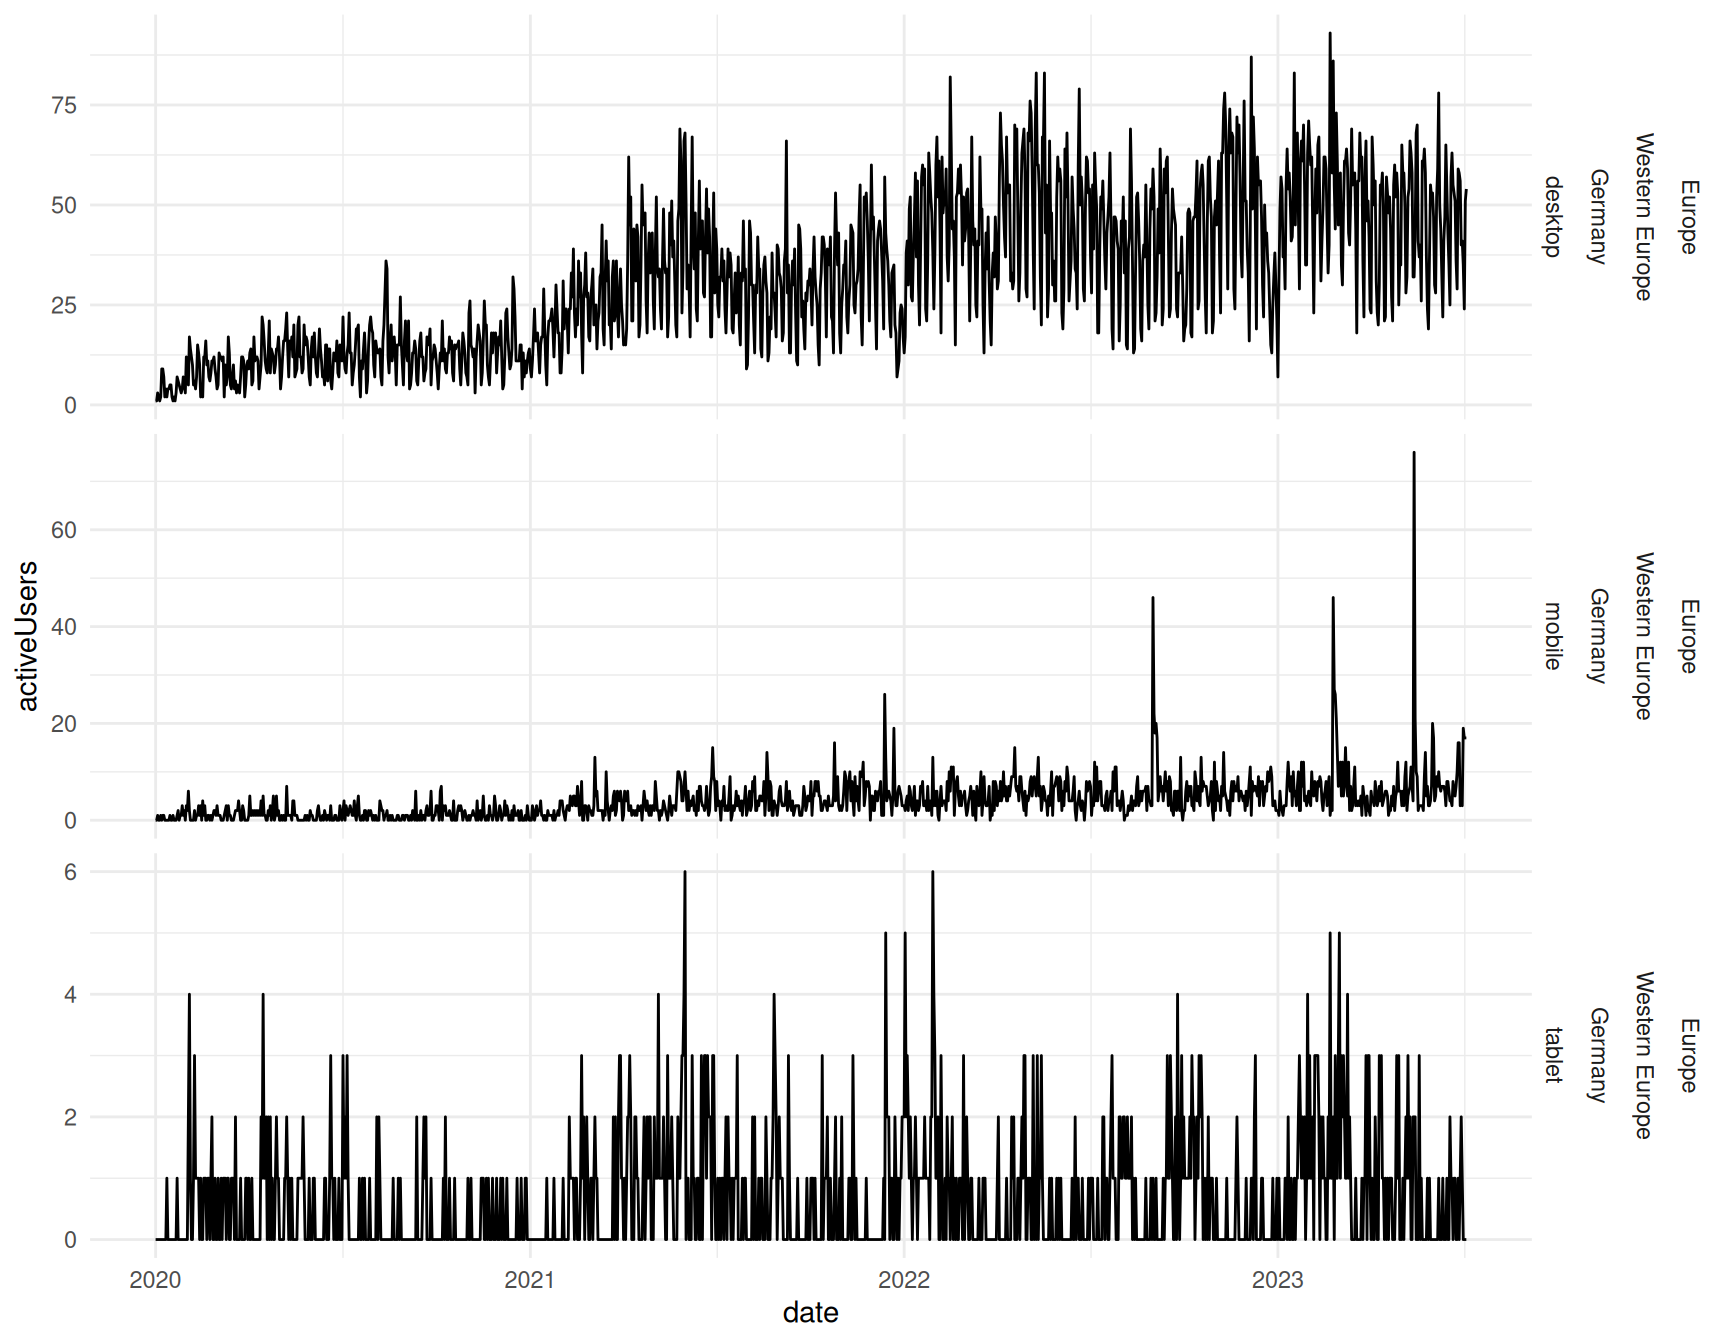 75
50
25
0
Europe
Western Europe
Germany
desktop
activeUsers
60
40
20
0
Europe
Western Europe
Germany
mobile
6
4
2
0
Europe
Western Europe
Germany
tablet
2020
2021
2022
2023
date